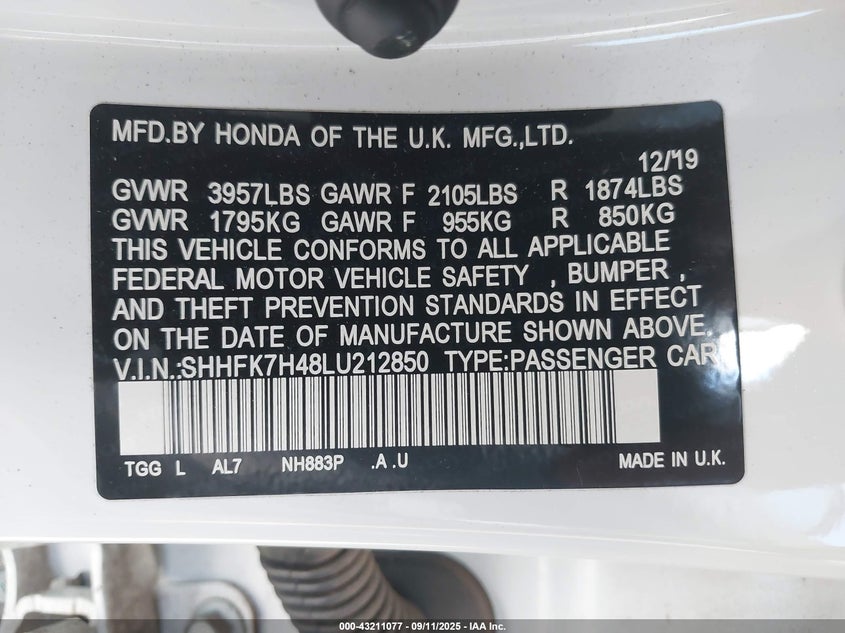 MFD.BY HONDA OF THE U.K. MFG.,LTD.
12/'19
GVWR 3957LBS GAWR F 2105LBS R 1874LBS
GVWR 1795KG GAWR F 955KG R 850KG
THIS VEHICLE CONFORMS TO ALL APPLICABLE
FEDERAL MOTOR VEHICLE SAFETY , BUMPER ,
AND THEFT PREVENTION STANDARDS IN EFFECT
ON THE DATE OF MANUFACTURE SHOWN ABOVE.
V.I.N.:SHHFK7H48LU212850 TYPE:PASSENGER CAR
TGG L AL7 NH883P .A .U MADE IN U.K.
000-43211077 - 09/11/2025 - IAA Inc.